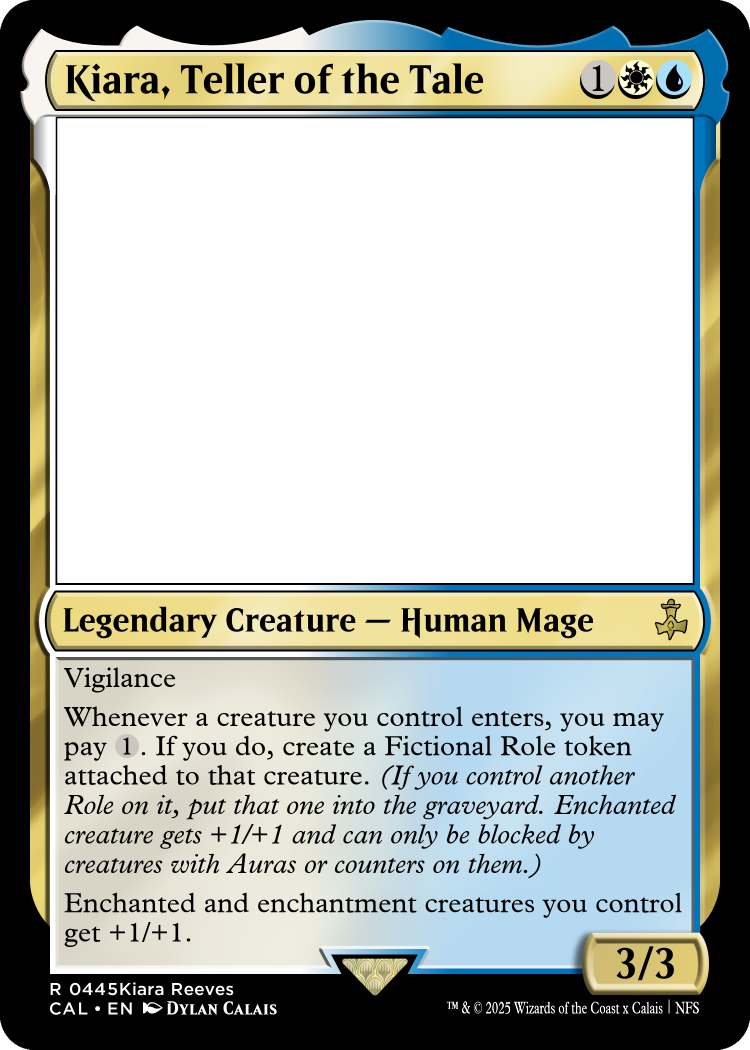 Kiara, Teller of the Tale 1
Legendary Creature — Human Mage
Vigilance
Whenever a creature you control enters, you may
pay 1. If you do, create a Fictional Role token
attached to that creature. (If you control another
Role on it, put that one into the graveyard. Enchanted
creature gets +1/+1 and can only be blocked by
creatures with Auras or counters on them.)
Enchanted and enchantment creatures you control
get +1/+1.
3/3
R 0445Kiara Reeves
CAL • EN DYLAN CALAIS
™ & © 2025 Wizards of the Coast x Calais | NFS